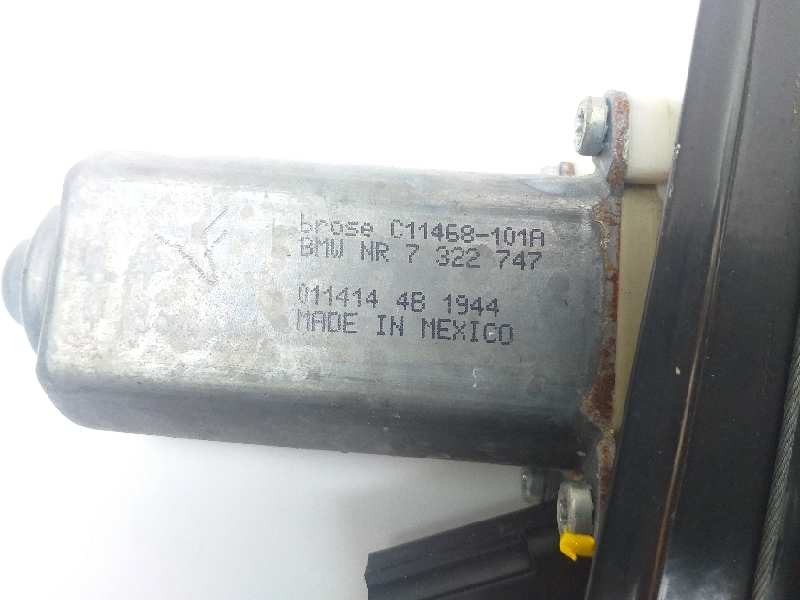 brose C11468-101A
BMW NR 7 322 747
011414 4B 1944
MADE IN MEXICO